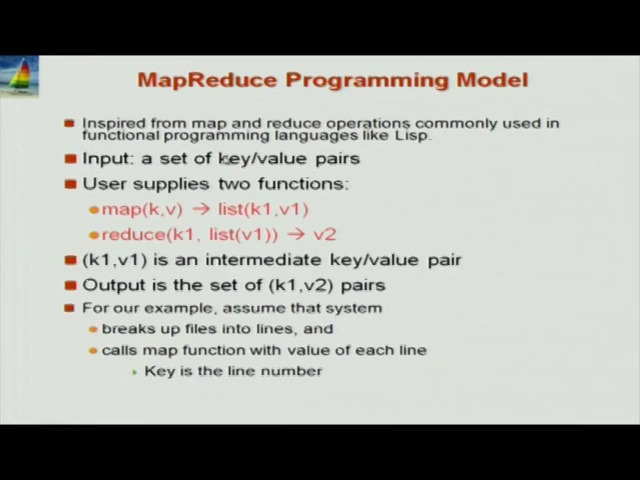 MapReduce Programming Model
Inspired from map and reduce operations commonly used in
functional programming languages like Lisp.
Input: a set of key/value pairs
User supplies two functions:
map(k,v) → list(k1,v1)
reduce(k1, list(v1)) → v2
(k1,v1) is an intermediate key/value pair
Output is the set of (k1,v2) pairs
For our example, assume that system
breaks up files into lines, and
calls map function with value of each line
Key is the line number